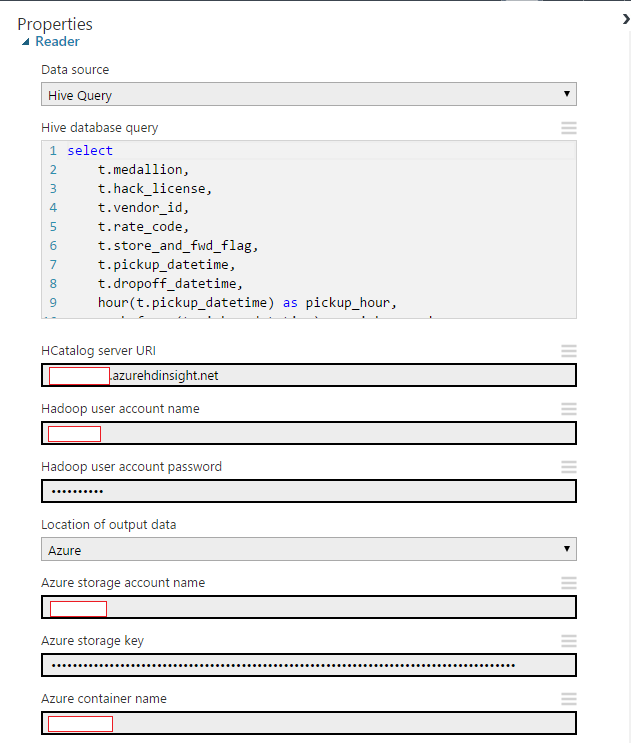 Properties
Reader
Data source
Hive Query
Hive database query
1 select
2 t.medallion,
3 t.hack_license,
4 t.vendor_id,
5 t.rate_code,
6 t.store_and_fwd_flag,
7 t.pickup_datetime,
8 t.dropoff_datetime,
9 hour(t.pickup_datetime) as pickup_hour,
HCatalog server URI
.azurehdinsight.net
Hadoop user account name
Hadoop user account password
••••••••••
Location of output data
Azure
Azure storage account name
Azure storage key
Azure container name